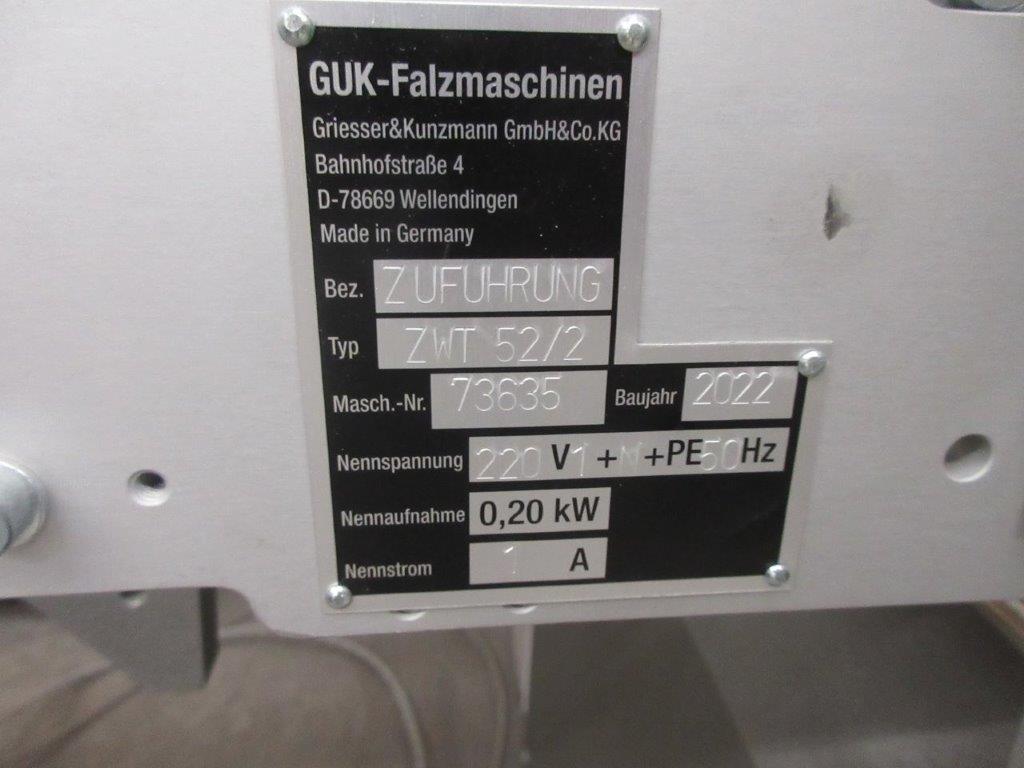 GUK-Falzmaschinen
Griesser&Kunzmann GmbH&Co.KG
Bahnhofstraße 4
D-78669 Wellendingen
Made in Germany
Bez. ZUFUHRUNG
Typ ZWT 52/2
Masch.-Nr. 73635 Baujahr 2022
Nennspannung 220 V 1 + N +PE 50 Hz
Nennaufnahme 0,20 kW
Nennstrom 1 A